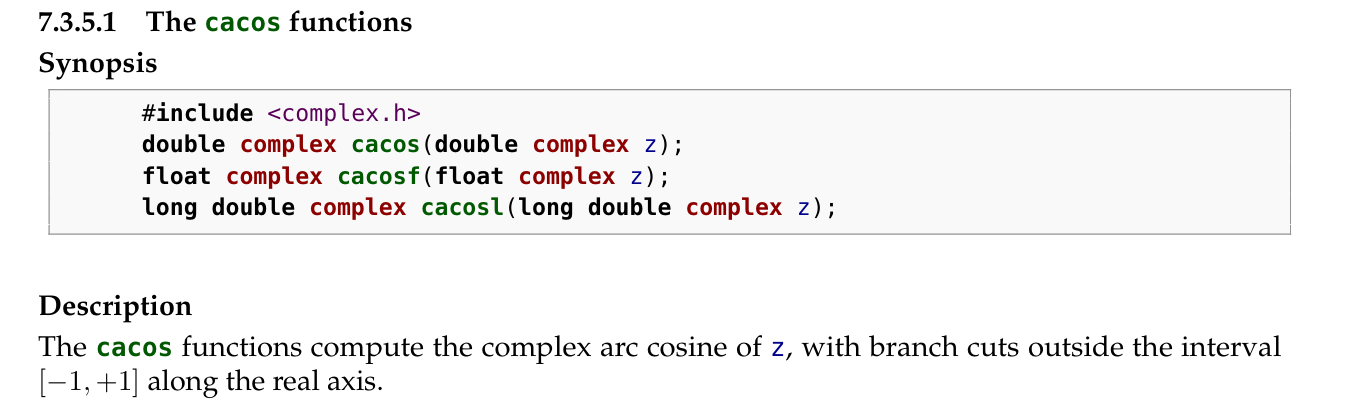 7.3.5.1 The cacos functions
Synopsis
#include <complex.h>
double complex cacos(double complex z);
float complex cacosf(float complex z);
long double complex cacosl(long double complex z);
Description
The cacos functions compute the complex arc cosine of z, with branch cuts outside the interval
[−1, +1] along the real axis.